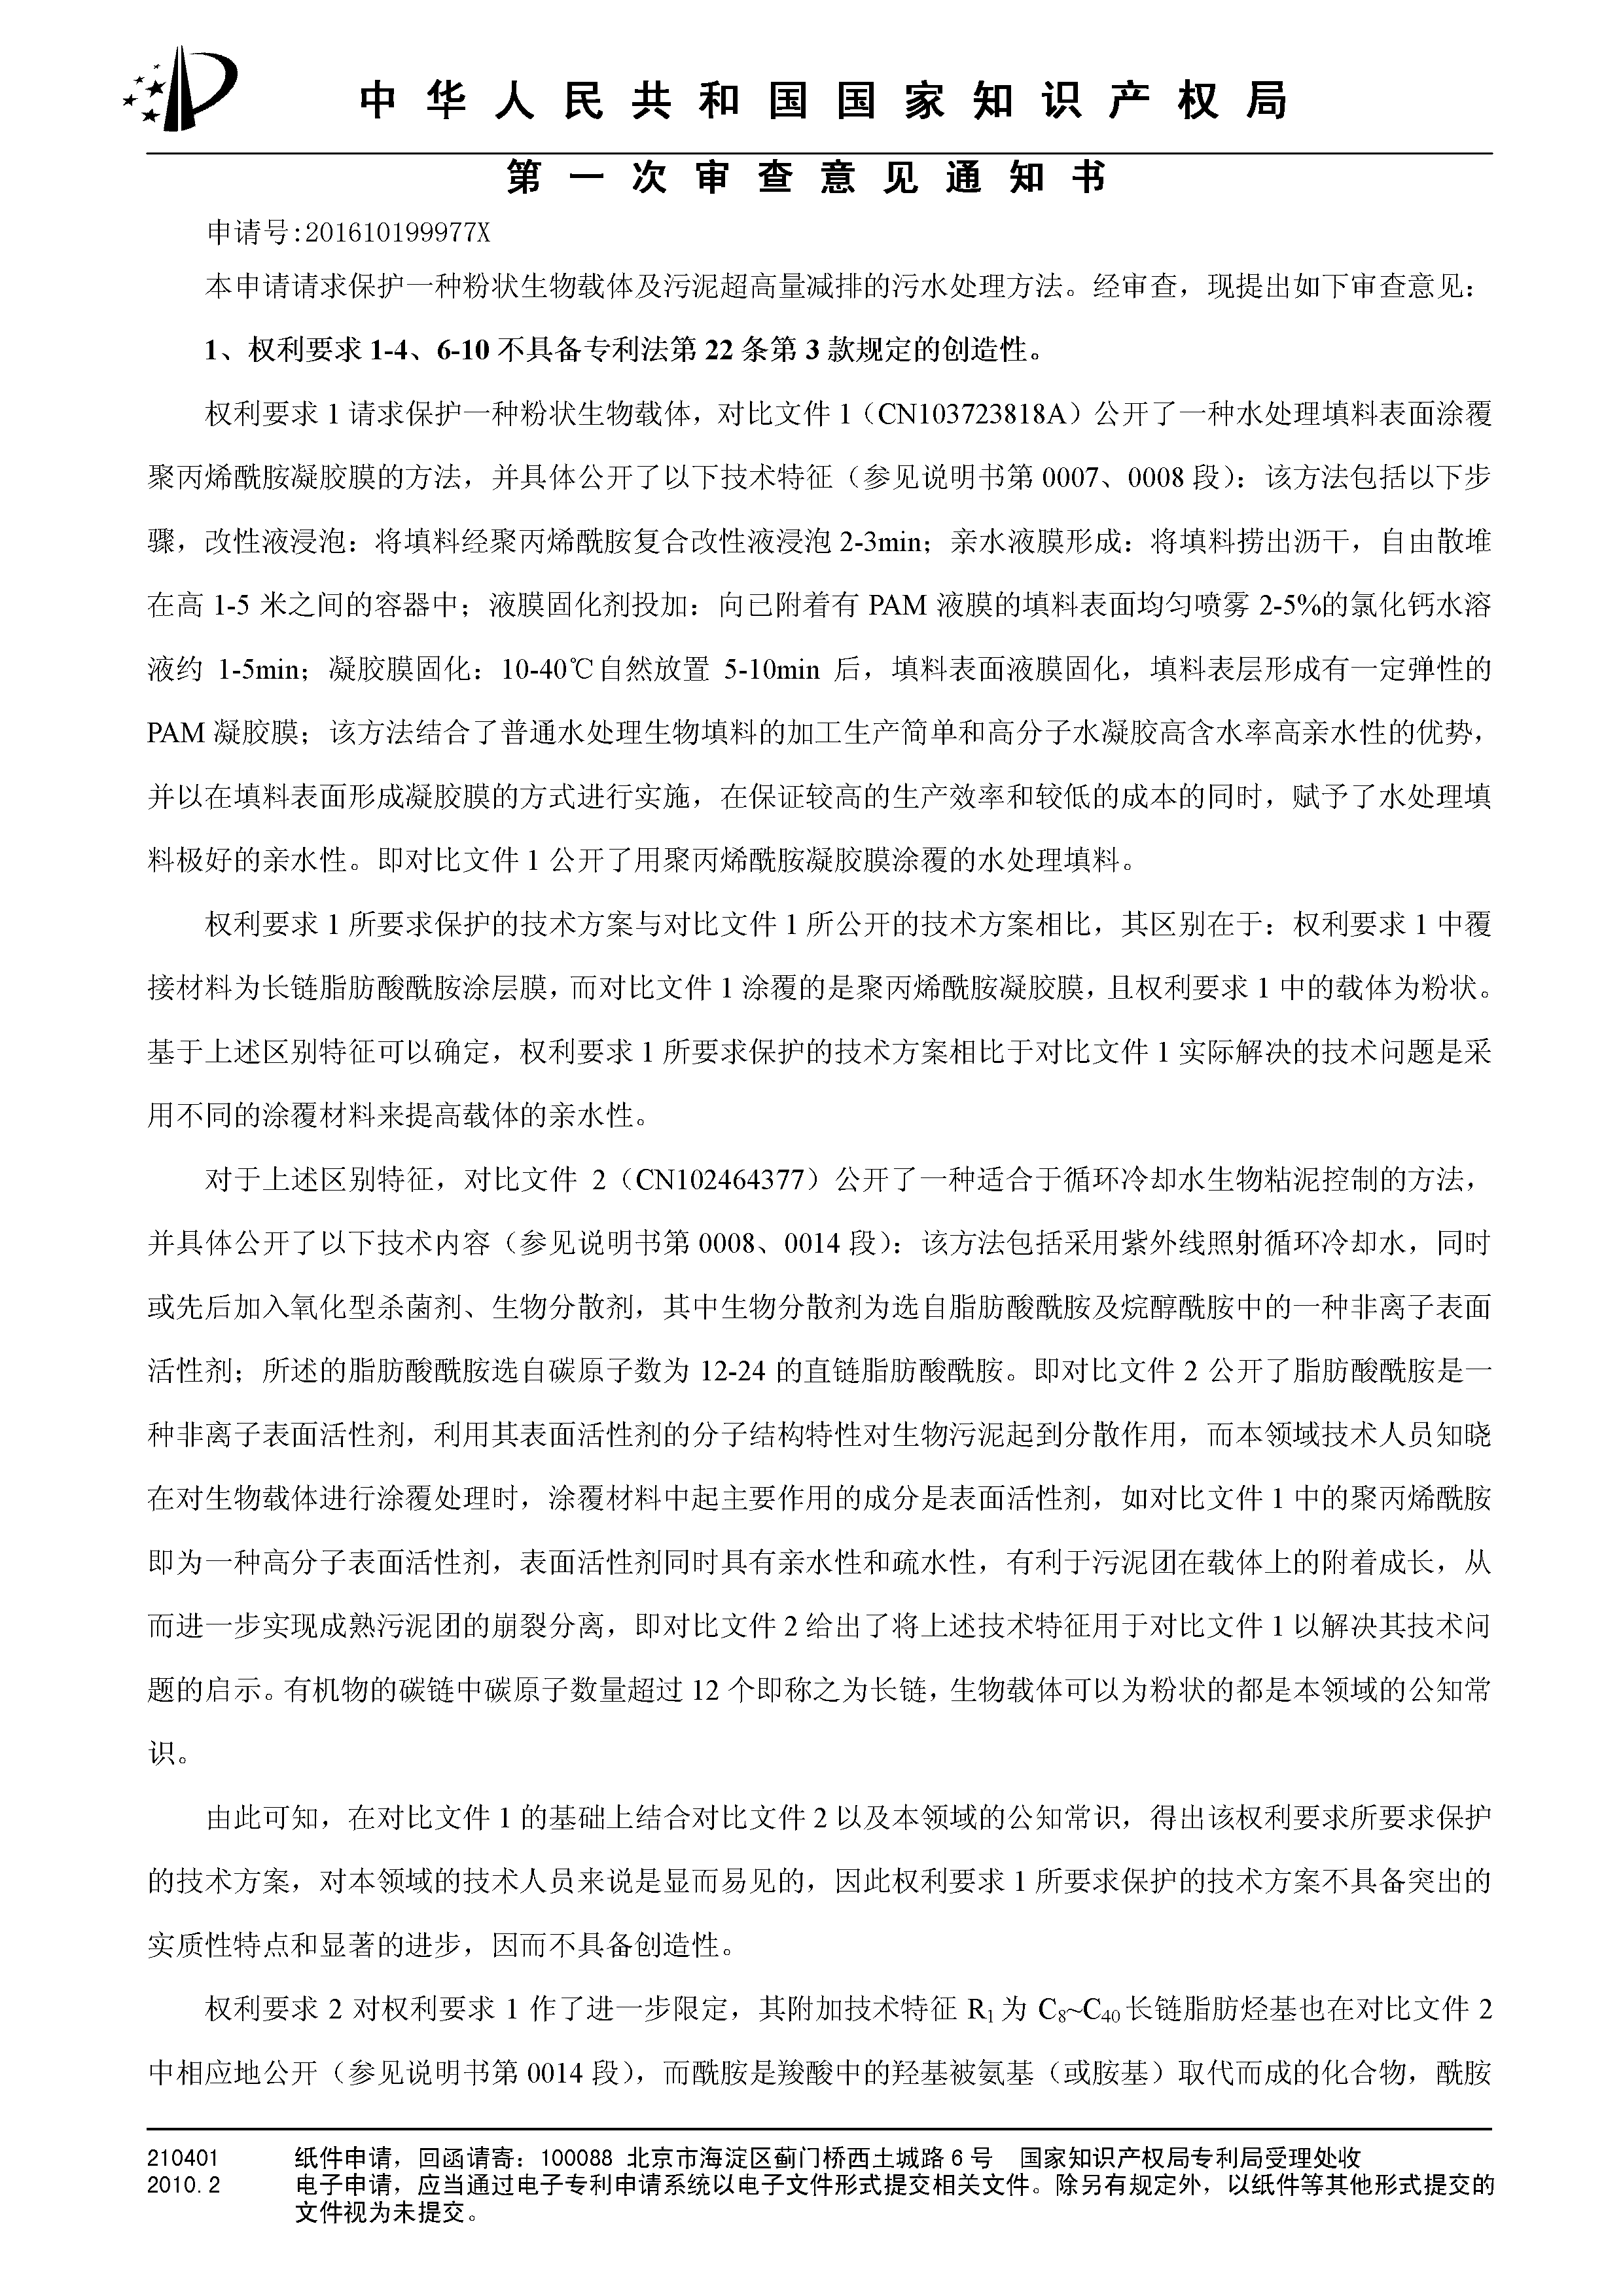 中华人民共和国国家知识产权局
第一次审查意见通知书
申请号:201610199977X
本申请请求保护一种粉状生物载体及污泥超高量减排的污水处理方法。经审查，现提出如下审查意见：
1、权利要求 1-4、6-10 不具备专利法第 22 条第 3 款规定的创造性。
权利要求 1 请求保护一种粉状生物载体，对比文件 1（CN103723818A）公开了一种水处理填料表面涂覆
聚丙烯酰胺凝胶膜的方法，并具体公开了以下技术特征（参见说明书第 0007、0008 段）：该方法包括以下步
骤，改性液浸泡：将填料经聚丙烯酰胺复合改性液浸泡 2-3min；亲水液膜形成：将填料捞出沥干，自由散堆
在高 1-5 米之间的容器中；液膜固化剂投加：向已附着有 PAM 液膜的填料表面均匀喷雾 2-5%的氯化钙水溶
液约 1-5min；凝胶膜固化：10-40℃自然放置 5-10min 后，填料表面液膜固化，填料表层形成有一定弹性的
PAM 凝胶膜；该方法结合了普通水处理生物填料的加工生产简单和高分子水凝胶高含水率高亲水性的优势，
并以在填料表面形成凝胶膜的方式进行实施，在保证较高的生产效率和较低的成本的同时，赋予了水处理填
料极好的亲水性。即对比文件 1 公开了用聚丙烯酰胺凝胶膜涂覆的水处理填料。
权利要求 1 所要求保护的技术方案与对比文件 1 所公开的技术方案相比，其区别在于：权利要求 1 中覆
接材料为长链脂肪酸酰胺涂层膜，而对比文件 1 涂覆的是聚丙烯酰胺凝胶膜，且权利要求 1 中的载体为粉状。
基于上述区别特征可以确定，权利要求 1 所要求保护的技术方案相比于对比文件 1 实际解决的技术问题是采
用不同的涂覆材料来提高载体的亲水性。
对于上述区别特征，对比文件 2（CN102464377）公开了一种适合于循环冷却水生物粘泥控制的方法，
并具体公开了以下技术内容（参见说明书第 0008、0014 段）：该方法包括采用紫外线照射循环冷却水，同时
或先后加入氧化型杀菌剂、生物分散剂，其中生物分散剂为选自脂肪酸酰胺及烷醇酰胺中的一种非离子表面
活性剂；所述的脂肪酸酰胺选自碳原子数为 12-24 的直链脂肪酸酰胺。即对比文件 2 公开了脂肪酸酰胺是一
种非离子表面活性剂，利用其表面活性剂的分子结构特性对生物污泥起到分散作用，而本领域技术人员知晓
在对生物载体进行涂覆处理时，涂覆材料中起主要作用的成分是表面活性剂，如对比文件 1 中的聚丙烯酰胺
即为一种高分子表面活性剂，表面活性剂同时具有亲水性和疏水性，有利于污泥团在载体上的附着成长，从
而进一步实现成熟污泥团的崩裂分离，即对比文件 2 给出了将上述技术特征用于对比文件 1 以解决其技术问
题的启示。有机物的碳链中碳原子数量超过 12 个即称之为长链，生物载体可以为粉状的都是本领域的公知常
识。
由此可知，在对比文件 1 的基础上结合对比文件 2 以及本领域的公知常识，得出该权利要求所要求保护
的技术方案，对本领域的技术人员来说是显而易见的，因此权利要求 1 所要求保护的技术方案不具备突出的
实质性特点和显著的进步，因而不具备创造性。
权利要求 2 对权利要求 1 作了进一步限定，其附加技术特征 R₁ 为 C₈~C₄₀ 长链脂肪烃基也在对比文件 2
中相应地公开（参见说明书第 0014 段），而酰胺是羧酸中的羟基被氨基（或胺基）取代而成的化合物，酰胺
210401 纸件申请，回函请寄：100088 北京市海淀区蓟门桥西土城路 6 号 国家知识产权局专利局受理处收
2010.2 电子申请，应当通过电子专利申请系统以电子文件形式提交相关文件。除另有规定外，以纸件等其他形式提交的
文件视为未提交。